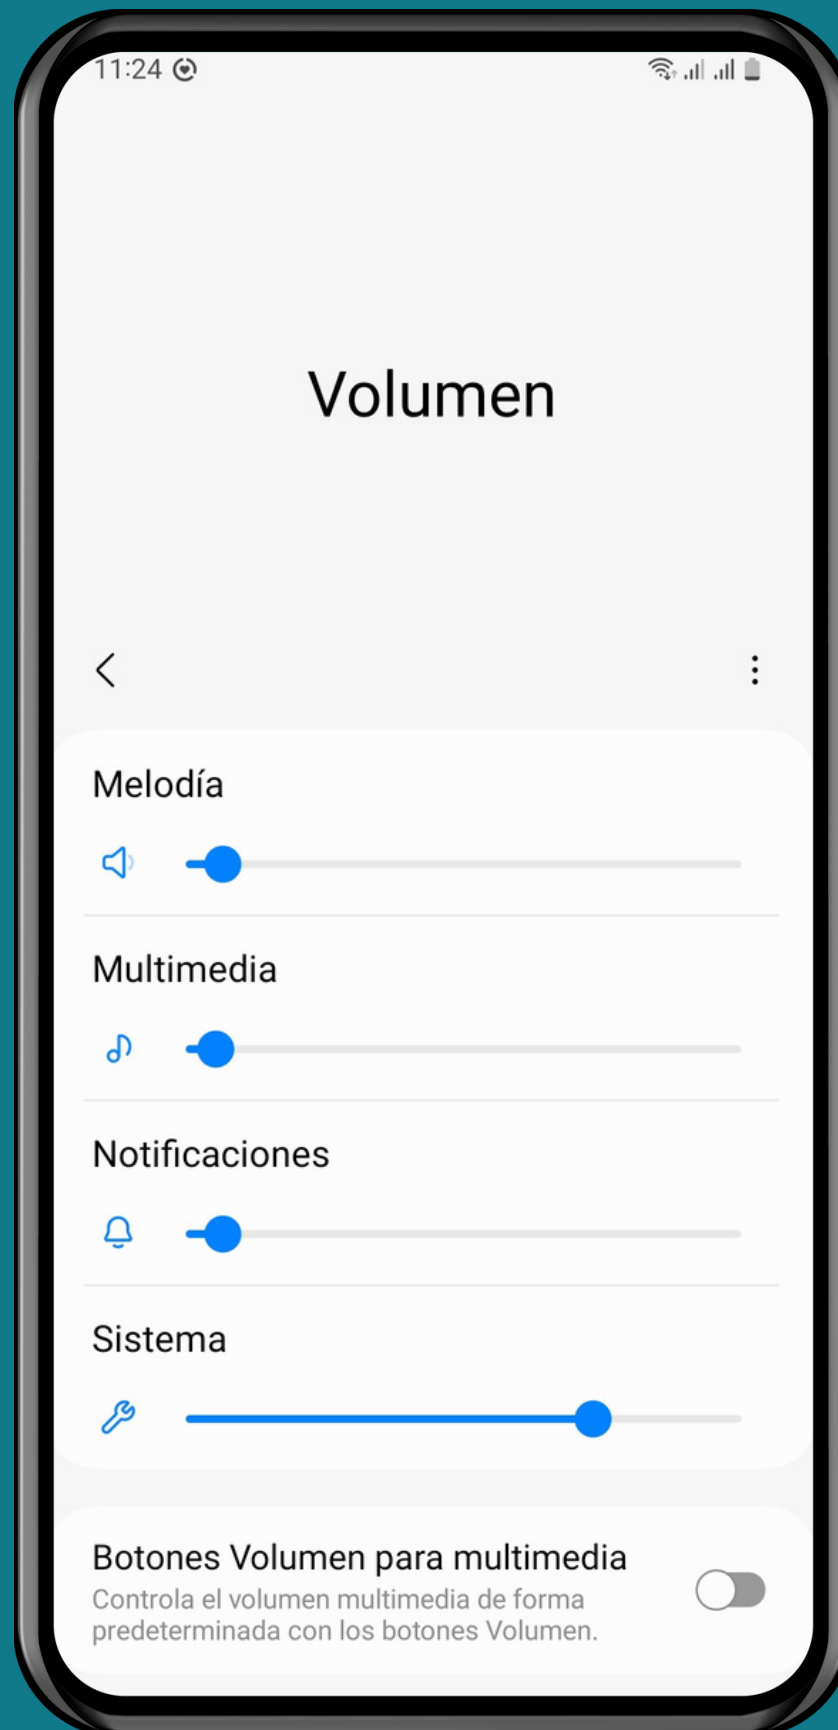 11:24
Volumen
Melodía
Multimedia
Notificaciones
Sistema
Botones Volumen para multimedia
Controla el volumen multimedia de forma
predeterminada con los botones Volumen.